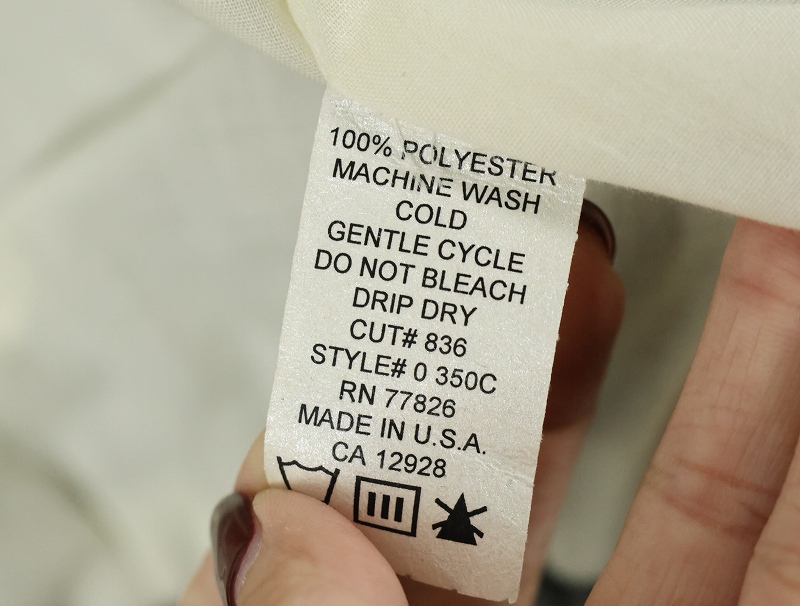 100% POLYESTER
MACHINE WASH
COLD
GENTLE CYCLE
DO NOT BLEACH
DRIP DRY
CUT# 836
STYLE# 0 350C
RN 77826
MADE IN U.S.A.
CA 12928